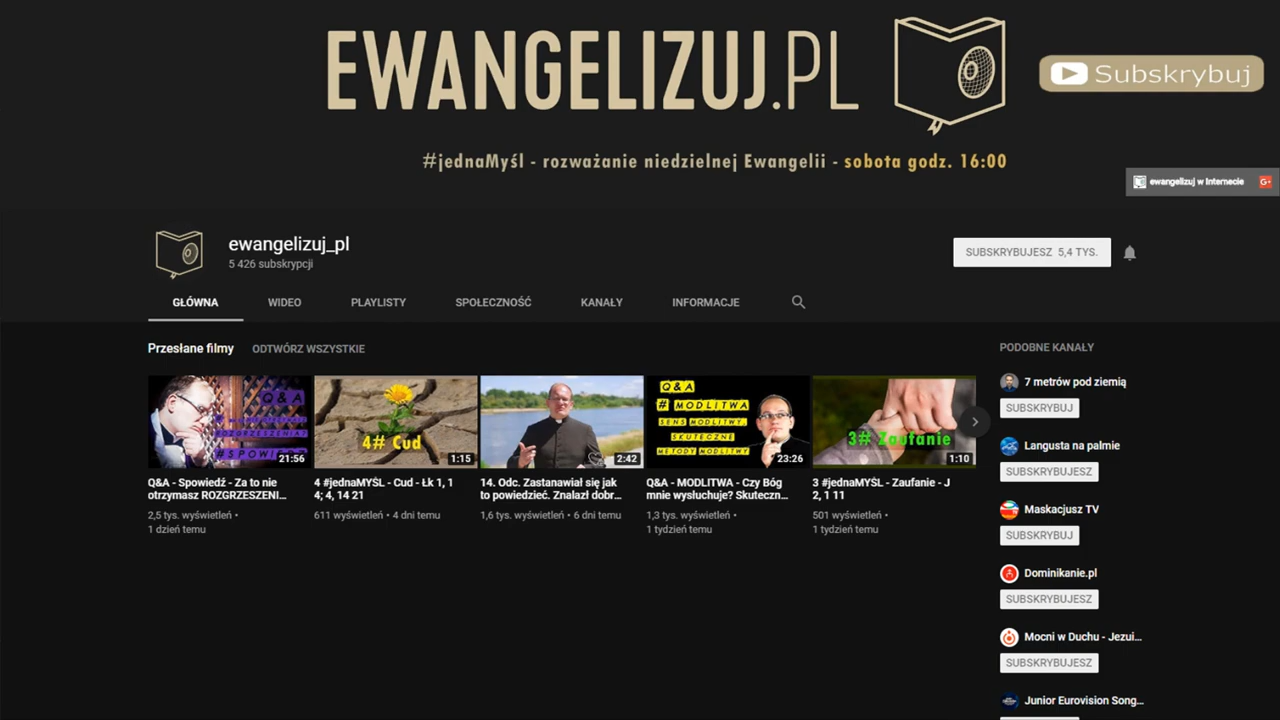 EWANGELIZUJ.PL
Subskrybuj
#jednaMyśl - rozważanie niedzielnej Ewangelii - sobota godz. 16:00
ewangelizuj w Internecie
G+
ewangelizuj_pl
5 426 subskrypcji
SUBSKRYBUJESZ 5,4 TYS.
GŁÓWNA WIDEO PLAYLISTY SPOŁECZNOŚĆ KANAŁY INFORMACJE
Przesłane filmy ODTWÓRZ WSZYSTKIE
Q&A
ROZGRZESZENIA?
#SPOWIEDŹ
21:56
Q&A - Spowiedź - Za to nie
otrzymasz ROZGRZESZENI...
2,5 tys. wyświetleń •
1 dzień temu
4# Cud
1:15
4 #jednaMYŚL - Cud - Łk 1, 1
4; 4, 14 21
611 wyświetleń • 4 dni temu
2:42
14. Odc. Zastanawiał się jak
to powiedzieć. Znalazł dobr...
1,6 tys. wyświetleń • 6 dni temu
Q&A
# MODLITWA
SENS MODLITWY
SKUTECZNE
METODY MODLITWY
23:26
Q&A - MODLITWA - Czy Bóg
mnie wysłuchuje? Skuteczn...
1,3 tys. wyświetleń •
1 tydzień temu
3# Zaufanie
1:10
3 #jednaMYŚL - Zaufanie - J
2, 1 11
501 wyświetleń •
1 tydzień temu
PODOBNE KANAŁY
7 metrów pod ziemią
SUBSKRYBUJ
Langusta na palmie
SUBSKRYBUJESZ
Maskacjusz TV
SUBSKRYBUJ
Dominikanie.pl
SUBSKRYBUJESZ
Mocni w Duchu - Jezui...
SUBSKRYBUJESZ
Junior Eurovision Song...